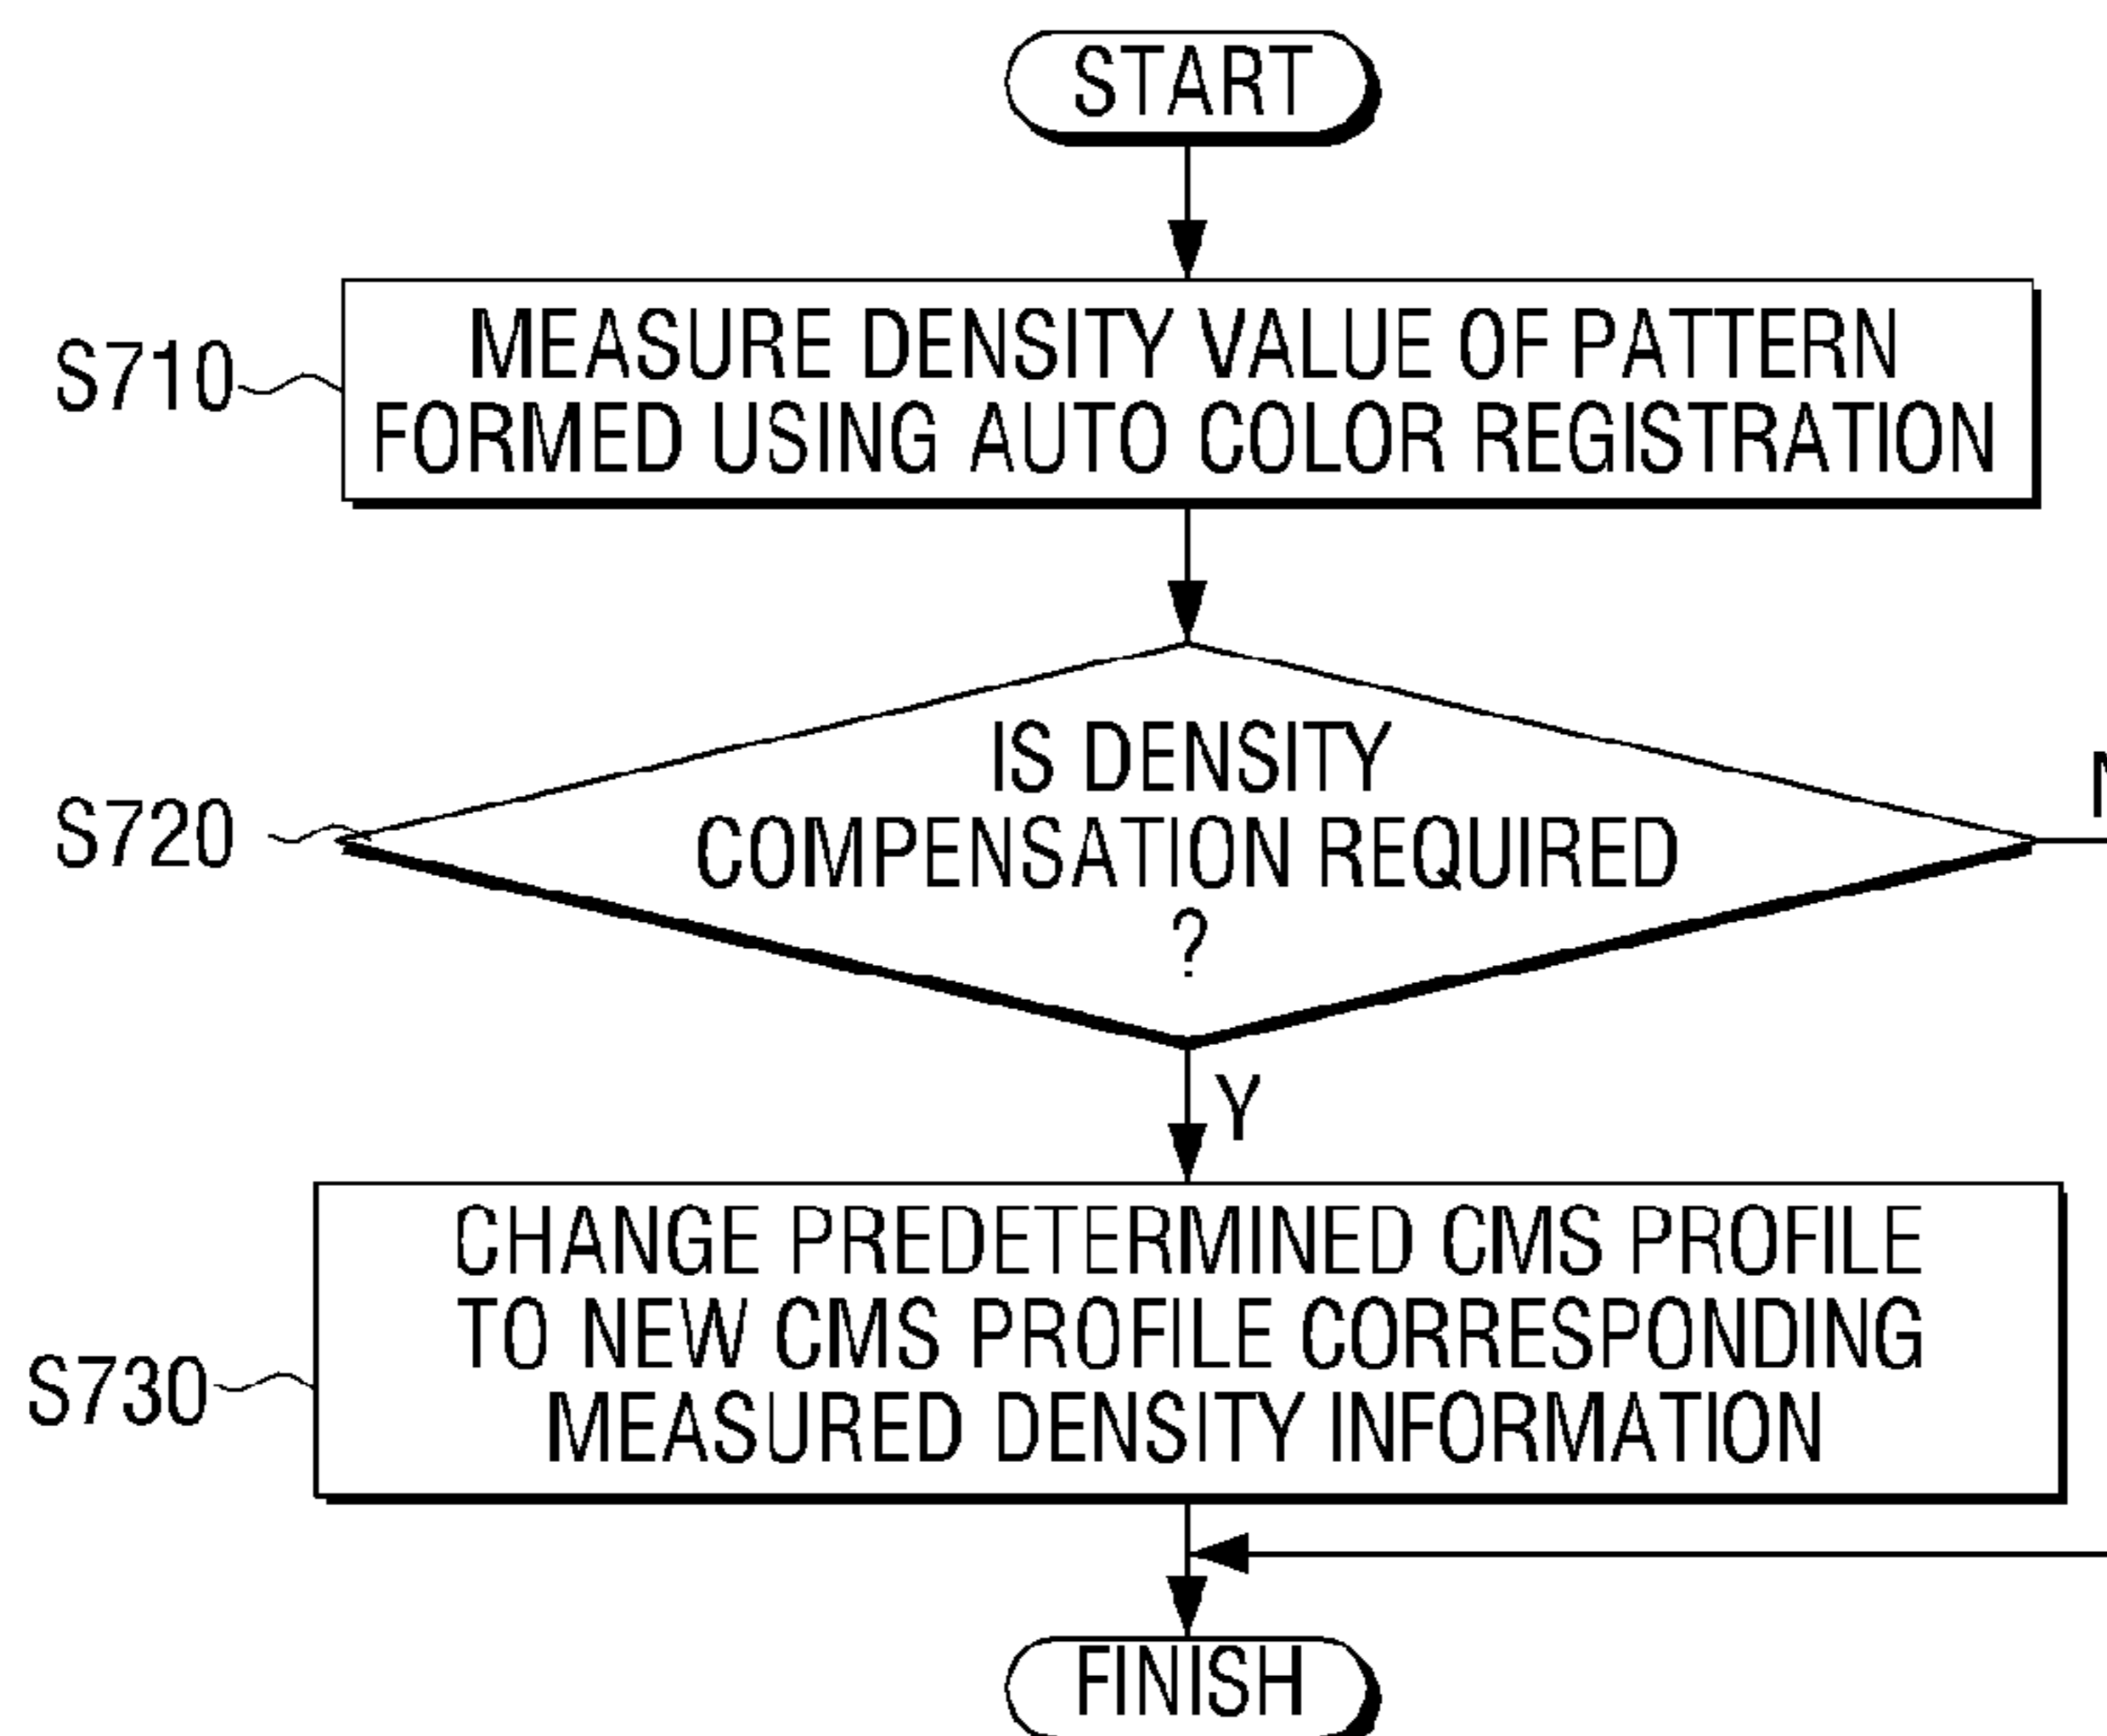 START
S710
MEASURE DENSITY VALUE OF PATTERN
FORMED USING AUTO COLOR REGISTRATION
S720
IS DENSITY
COMPENSATION REQUIRED
?
Y
S730
CHANGE PREDETERMINED CMS PROFILE
TO NEW CMS PROFILE CORRESPONDING
MEASURED DENSITY INFORMATION
FINISH